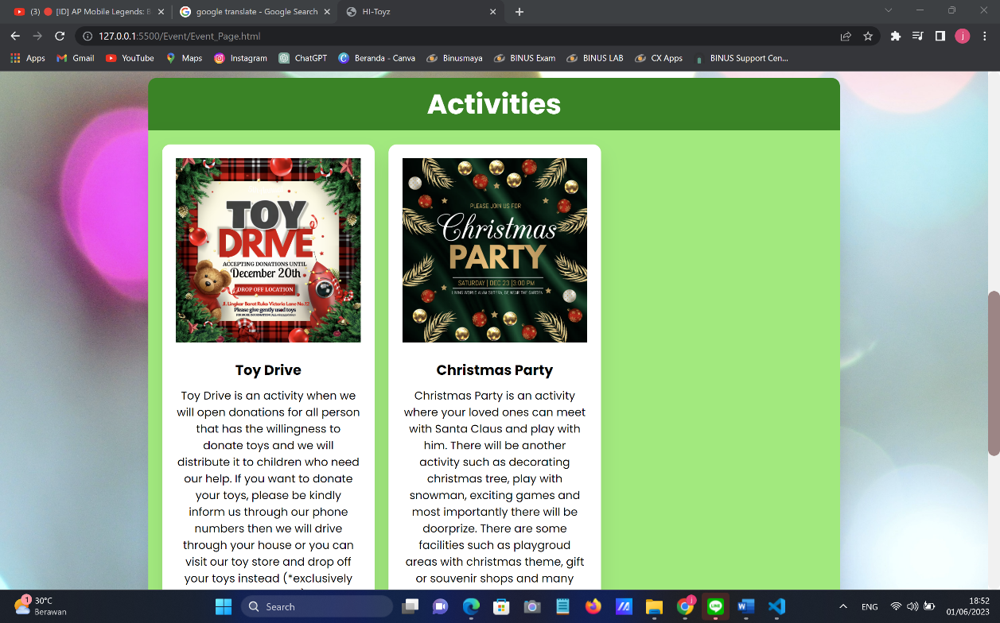 (3) [ID] AP Mobile Legends: B
google translate - Google Search
HI-Toyz
127.0.0.1:5500/Event/Event_Page.html
j
Apps
Gmail
YouTube
Maps
Instagram
ChatGPT
Beranda - Canva
Binusmaya
BINUS Exam
BINUS LAB
CX Apps
BINUS Support Cen...
Activities
TOY
DRIVE
ACCEPTING DONATIONS UNTIL
December 20th
DROP OFF LOCATION
Jl. Lingkar Barat Ruko Victoria Lane No.12
Please give gently used toys
PLEASE JOIN US FOR
Christmas
PARTY
SATURDAY | DEC 23 |3:00 PM
LIVING WORLD ALAM SUTERA, GF NEAR THE GARDEN
Toy Drive
Toy Drive is an activity when we
will open donations for all person
that has the willingness to
donate toys and we will
distribute it to children who need
our help. If you want to donate
your toys, please be kindly
inform us through our phone
numbers then we will drive
through your house or you can
visit our toy store and drop off
your toys instead (*exclusively
Christmas Party
Christmas Party is an activity
where your loved ones can meet
with Santa Claus and play with
him. There will be another
activity such as decorating
christmas tree, play with
snowman, exciting games and
most importantly there will be
doorprize. There are some
facilities such as playgroud
areas with christmas theme, gift
or souvenir shops and many
1
30°C
Berawan
Search
ENG
18:52
01/06/2023